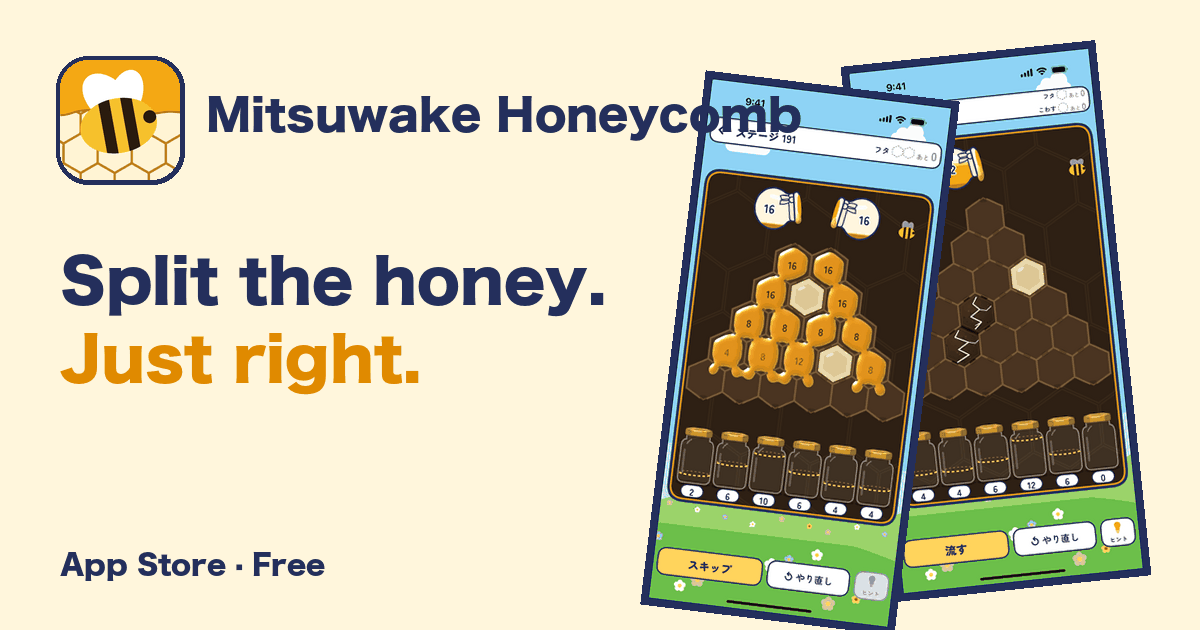 Mitsuwake Honeycomb
Split the honey.
Just right.
App Store · Free
9:41
ステージ 191
フタ あと0
16 16
16 16
16 16
8 8 8 8
4 8 12 8
2 6 10 6 4 4
スキップ
やり直し
ヒント
9:41
フタ あと0
こわす あと0
2
4 4 6 12 6 0
流す
やり直し
ヒント